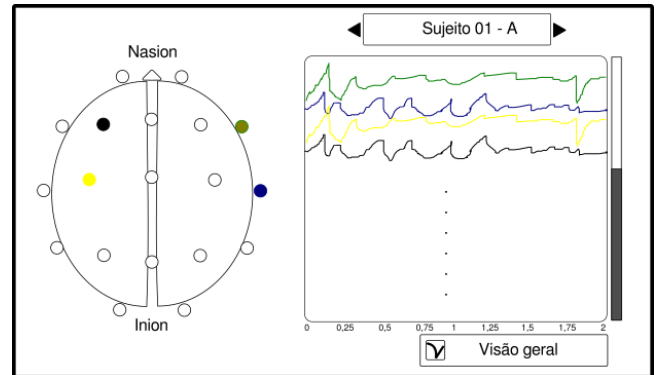 Sujeito 01 - A
Nasion
Inion
0 0,25 0,5 0,75 1 1,25 1,5 1,75 2
Visão geral